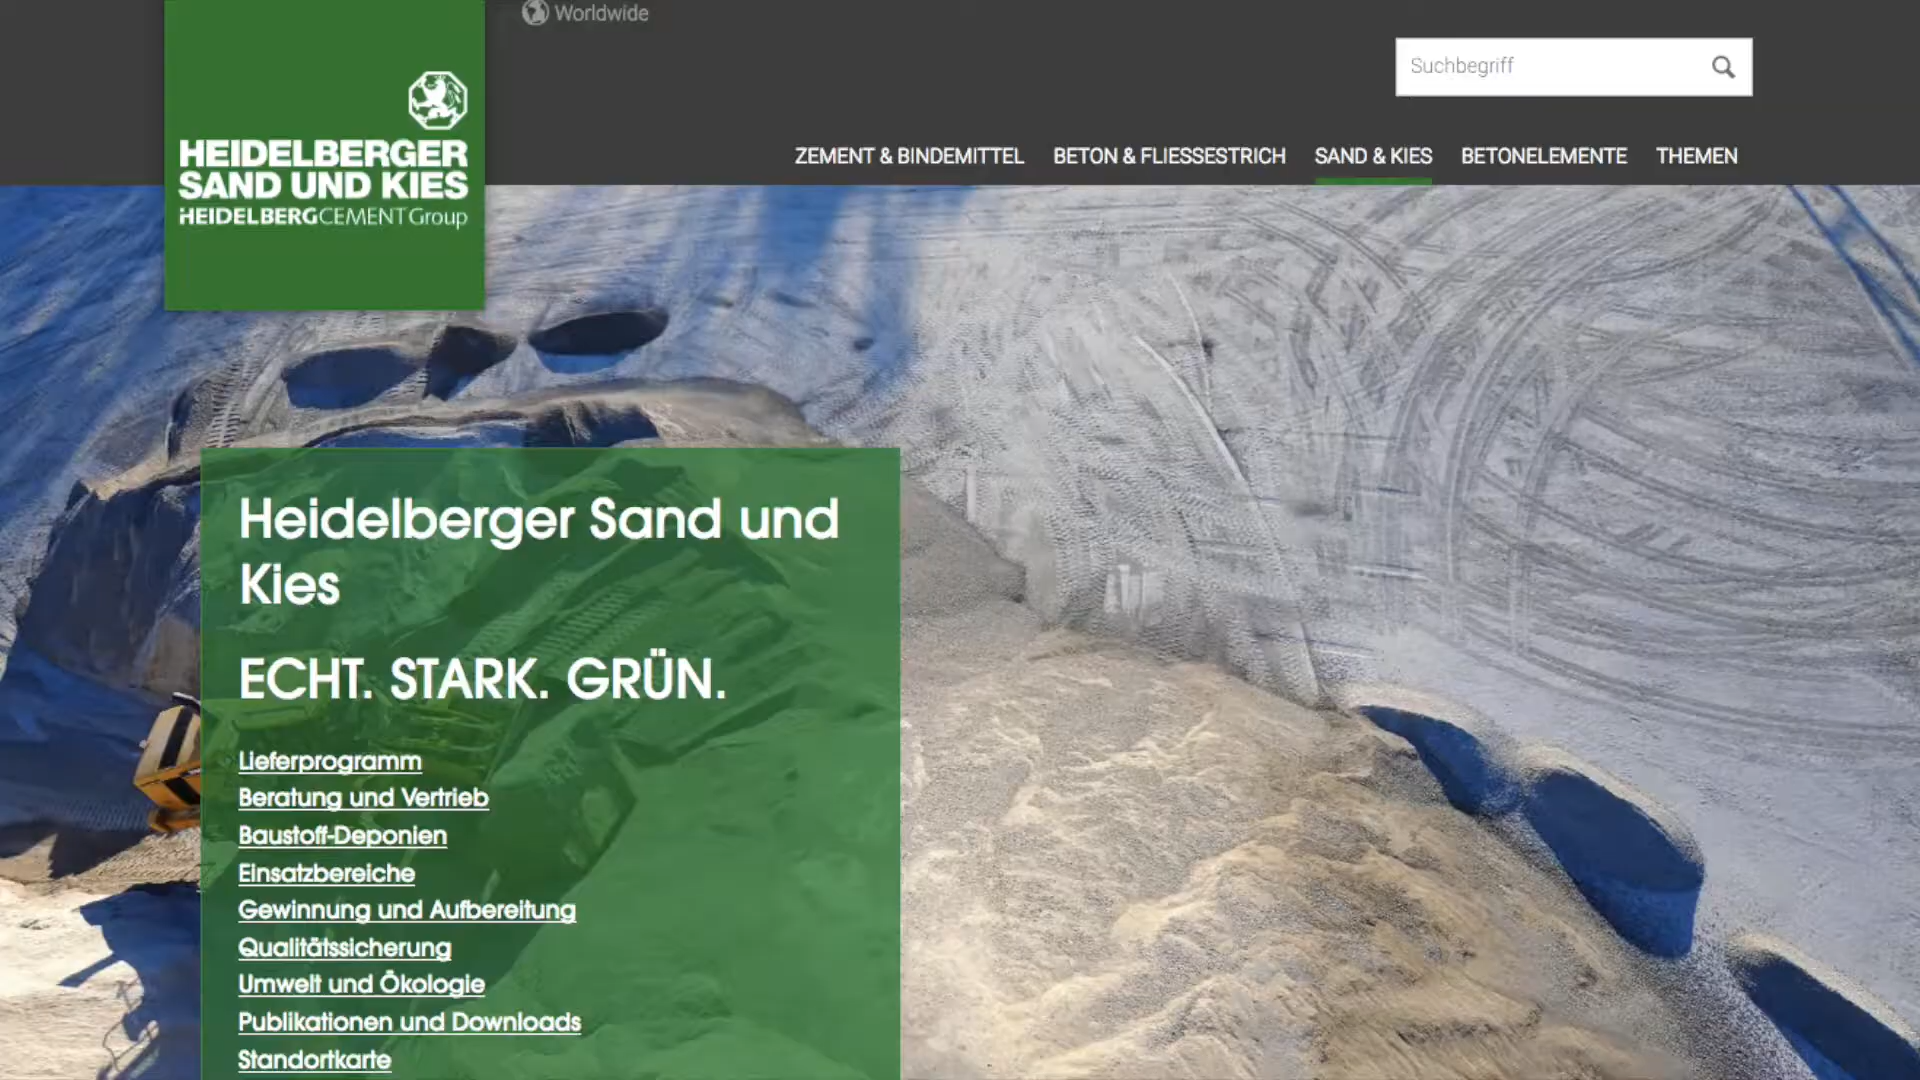 Worldwide
Suchbegriff
HEIDELBERGER
SAND UND KIES
HEIDELBERGCEMENT Group
ZEMENT & BINDEMITTEL BETON & FLIESSESTRICH SAND & KIES BETONELEMENTE THEMEN
Heidelberger Sand und
Kies
ECHT. STARK. GRÜN.
Lieferprogramm
Beratung und Vertrieb
Baustoff-Deponien
Einsatzbereiche
Gewinnung und Aufbereitung
Qualitätssicherung
Umwelt und Ökologie
Publikationen und Downloads
Standortkarte